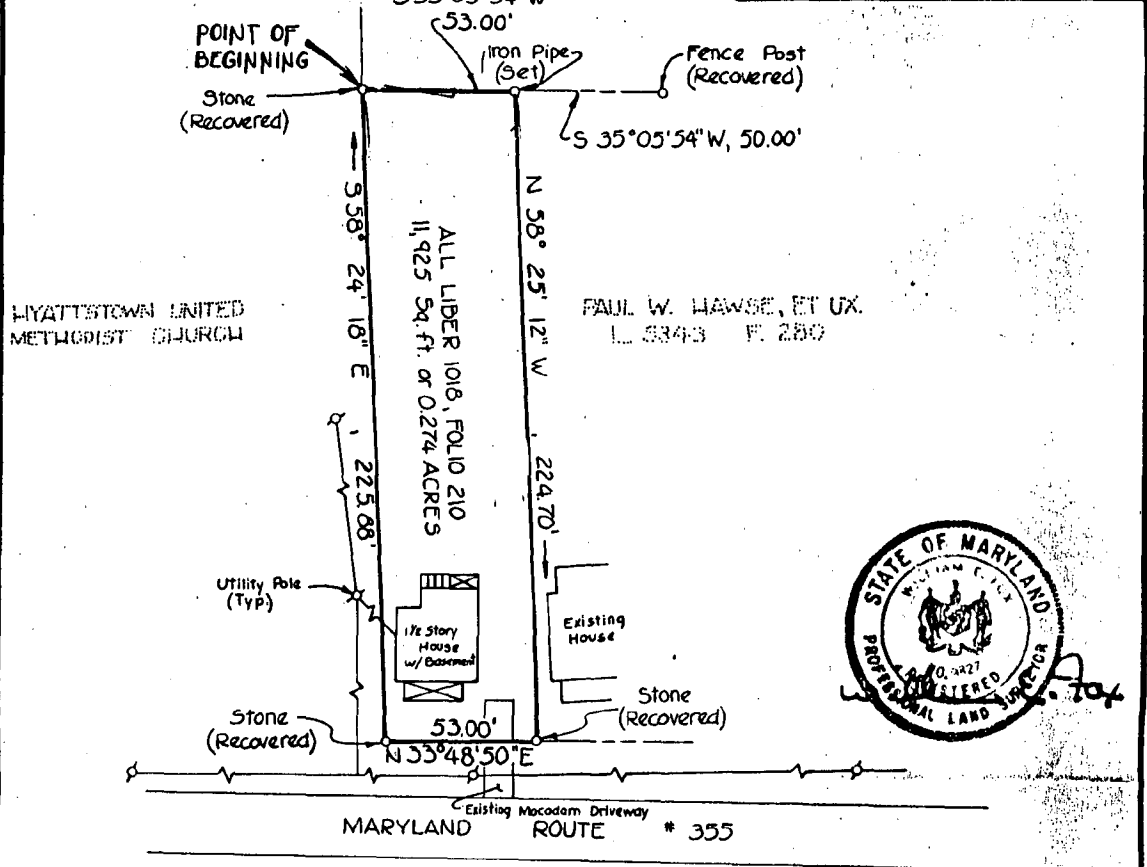 53.00'
POINT OF
BEGINNING
Iron Pipe
(Set)
Fence Post
(Recovered)
Stone
(Recovered)
S 35°05'54"W, 50.00'
S 58° 24' 18" E
225.88'
N 58° 25' 12" W
224.70'
ALL LIBER 1018, FOLIO 210
11,925 Sq.ft. or 0.274 ACRES
HYATTSTOWN UNITED
METHODIST CHURCH
PAUL W. HAWSE, ET UX.
L. 5343 F. 280
Utility Pole
(Typ.)
1 1/2 Story
House
w/ Basement
Existing
House
STATE OF MARYLAND
REGISTERED
PROFESSIONAL LAND SURVEYOR
Fox
Stone
(Recovered)
53.00'
N 33°48'50"E
Stone
(Recovered)
Existing Macadam Driveway
MARYLAND ROUTE # 355